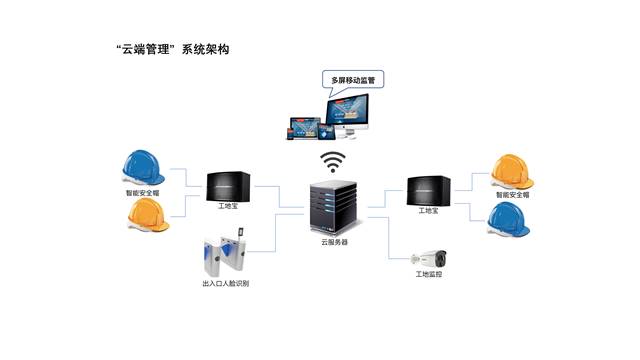 “云端管理”系统架构
多屏移动监管
智能安全帽
工地宝
云服务器
工地宝
智能安全帽
出入口人脸识别
工地监控